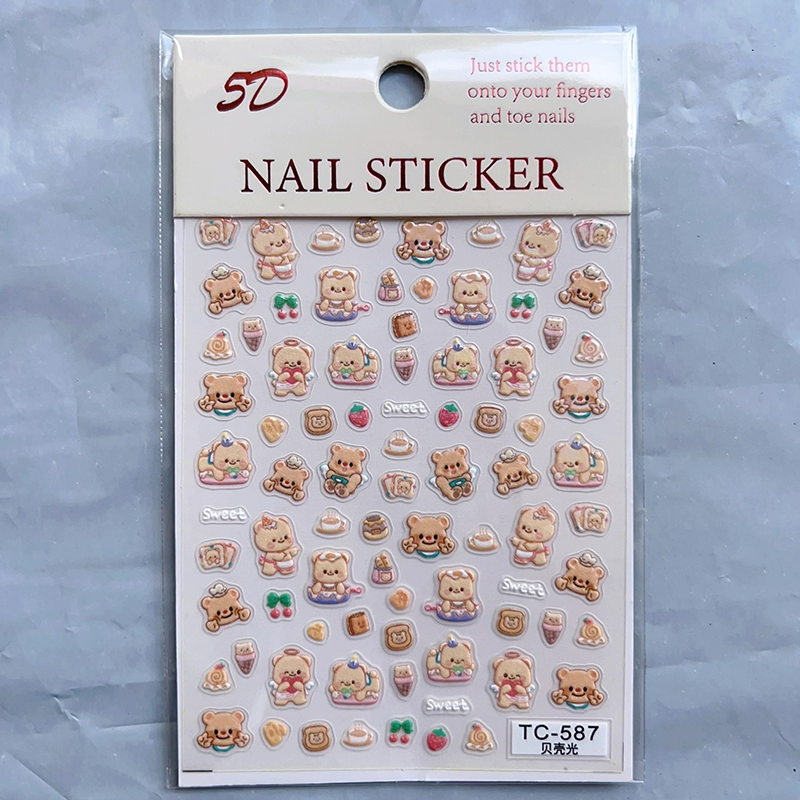 5D
Just stick them
onto your fingers
and toe nails
NAIL STICKER
Sweet
Sweet
Sweet
Sweet
TC-587
贝壳光